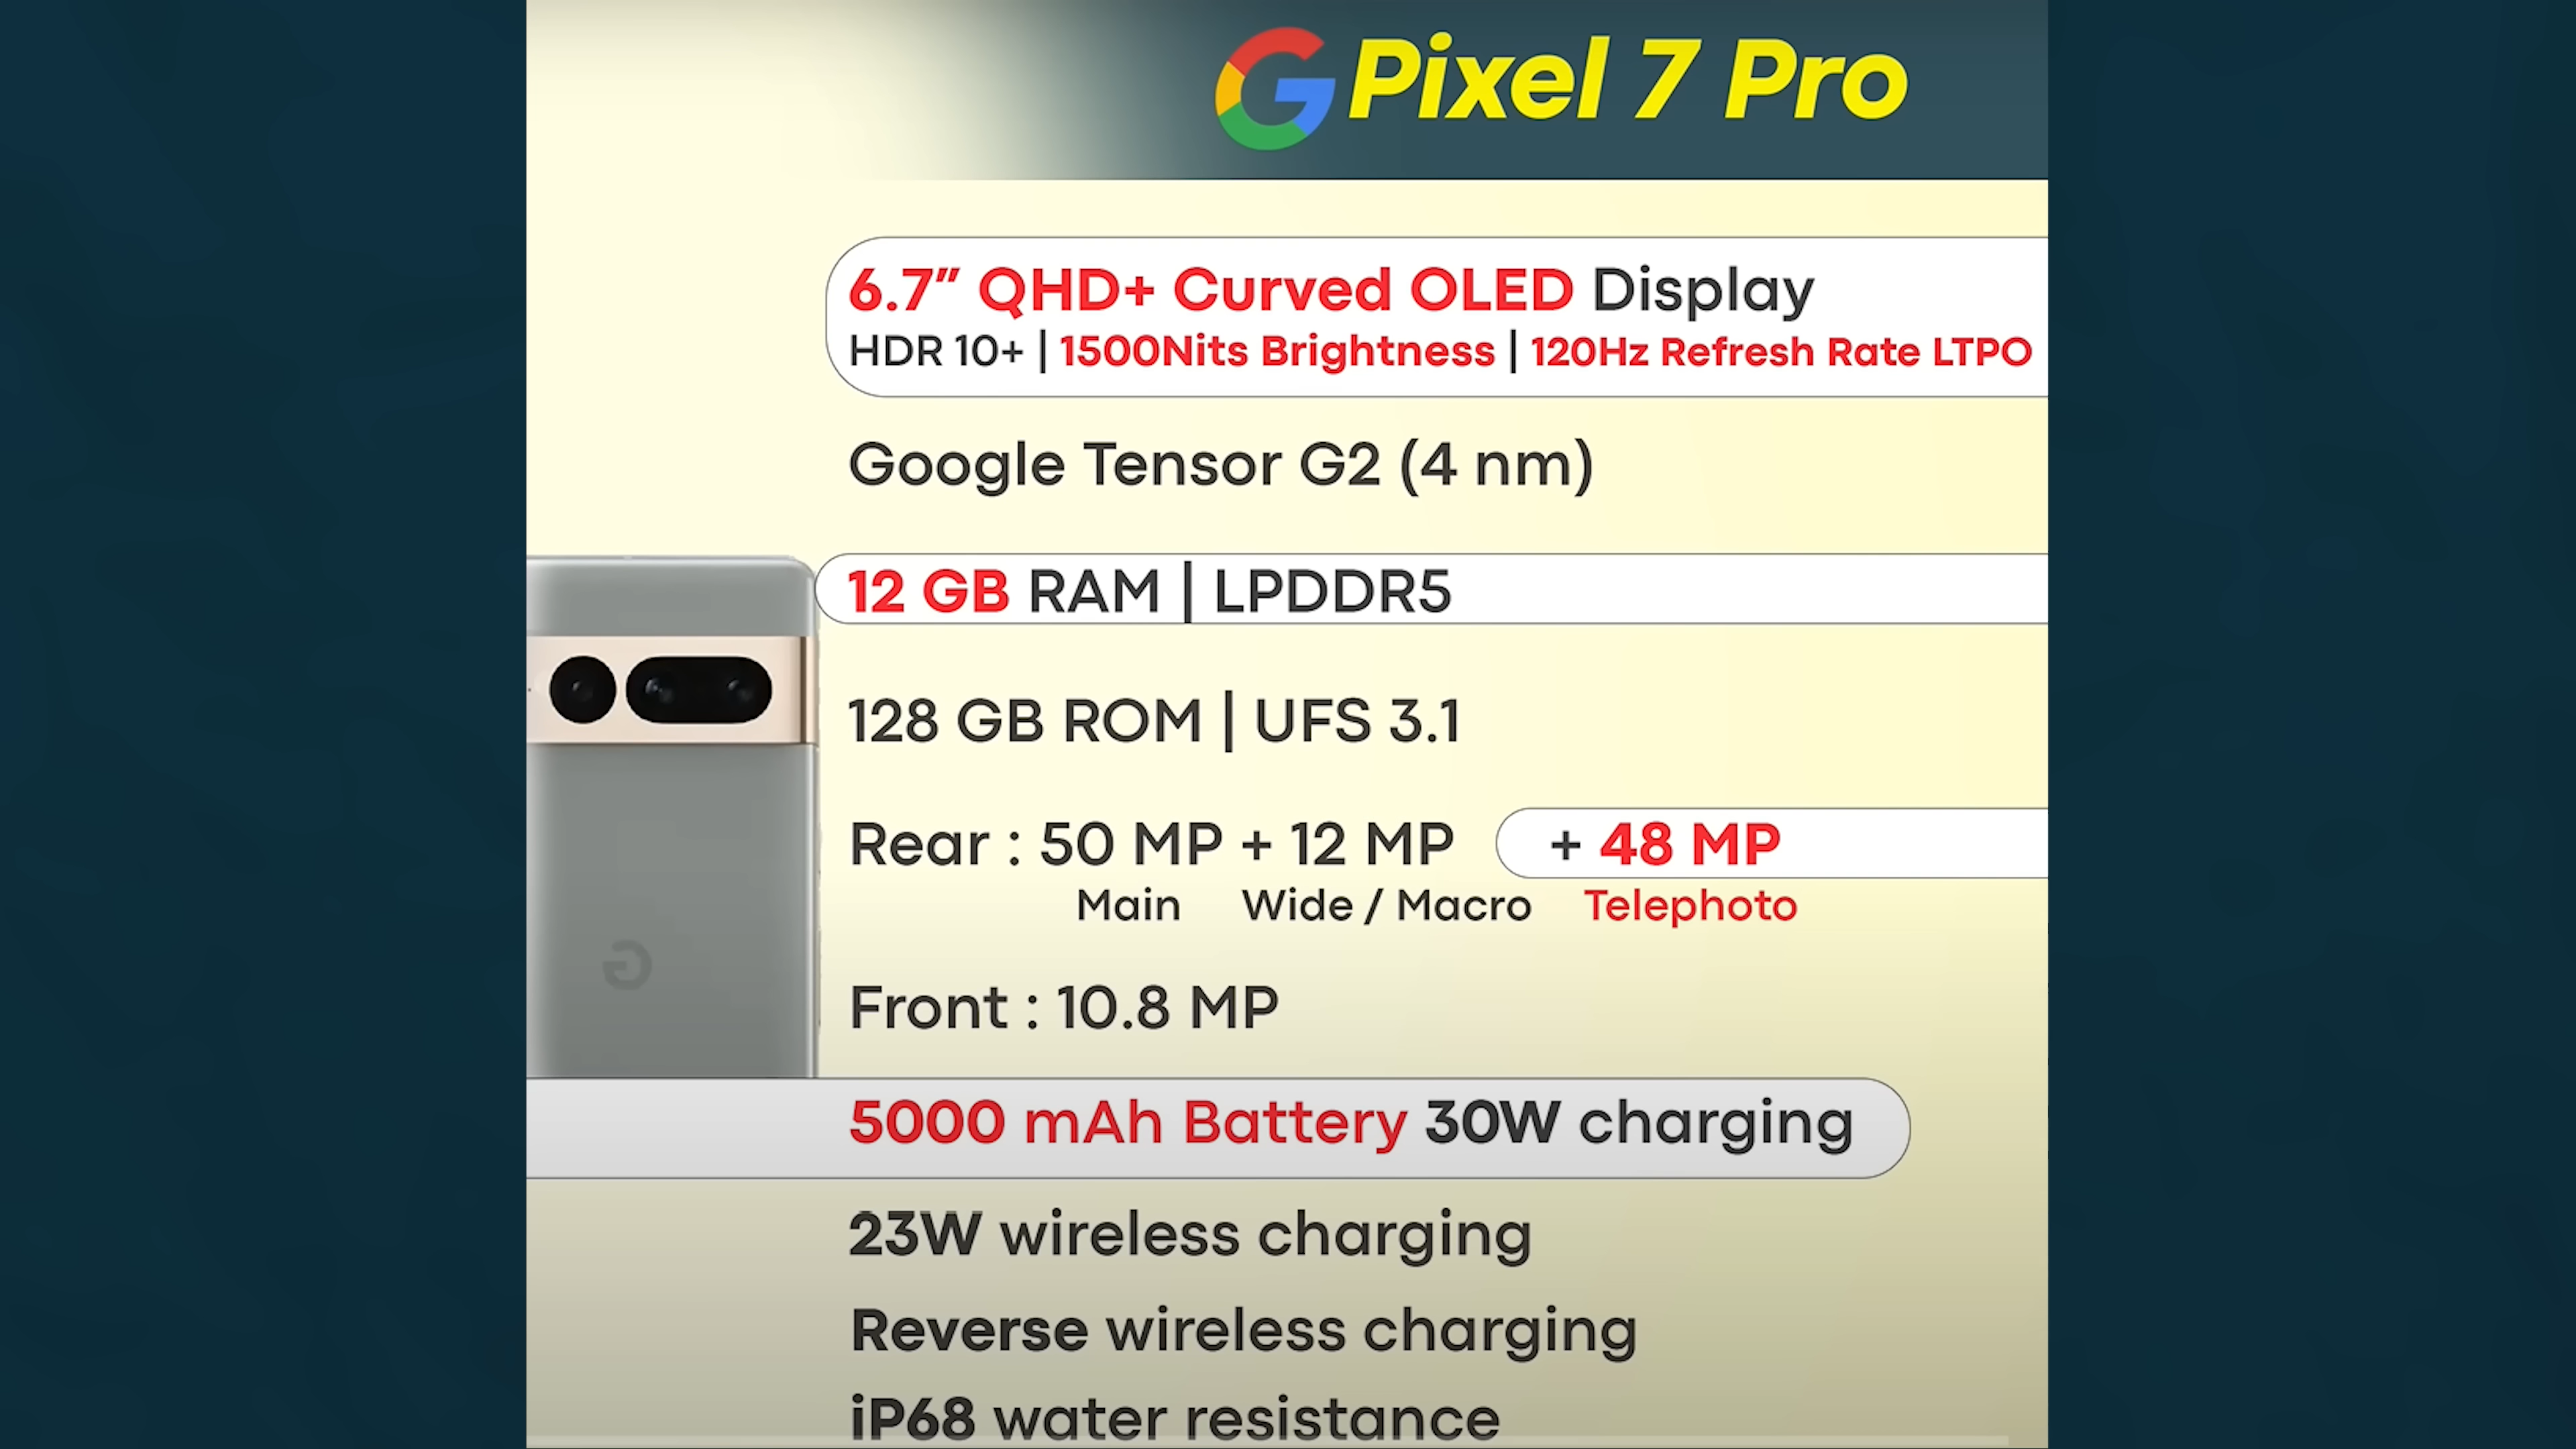 G Pixel 7 Pro
6.7" QHD+ Curved OLED Display
HDR 10+ | 1500Nits Brightness | 120Hz Refresh Rate LTPO
Google Tensor G2 (4 nm)
12 GB RAM | LPDDR5
128 GB ROM | UFS 3.1
Rear : 50 MP + 12 MP + 48 MP
Main Wide / Macro Telephoto
Front : 10.8 MP
5000 mAh Battery 30W charging
23W wireless charging
Reverse wireless charging
iP68 water resistance